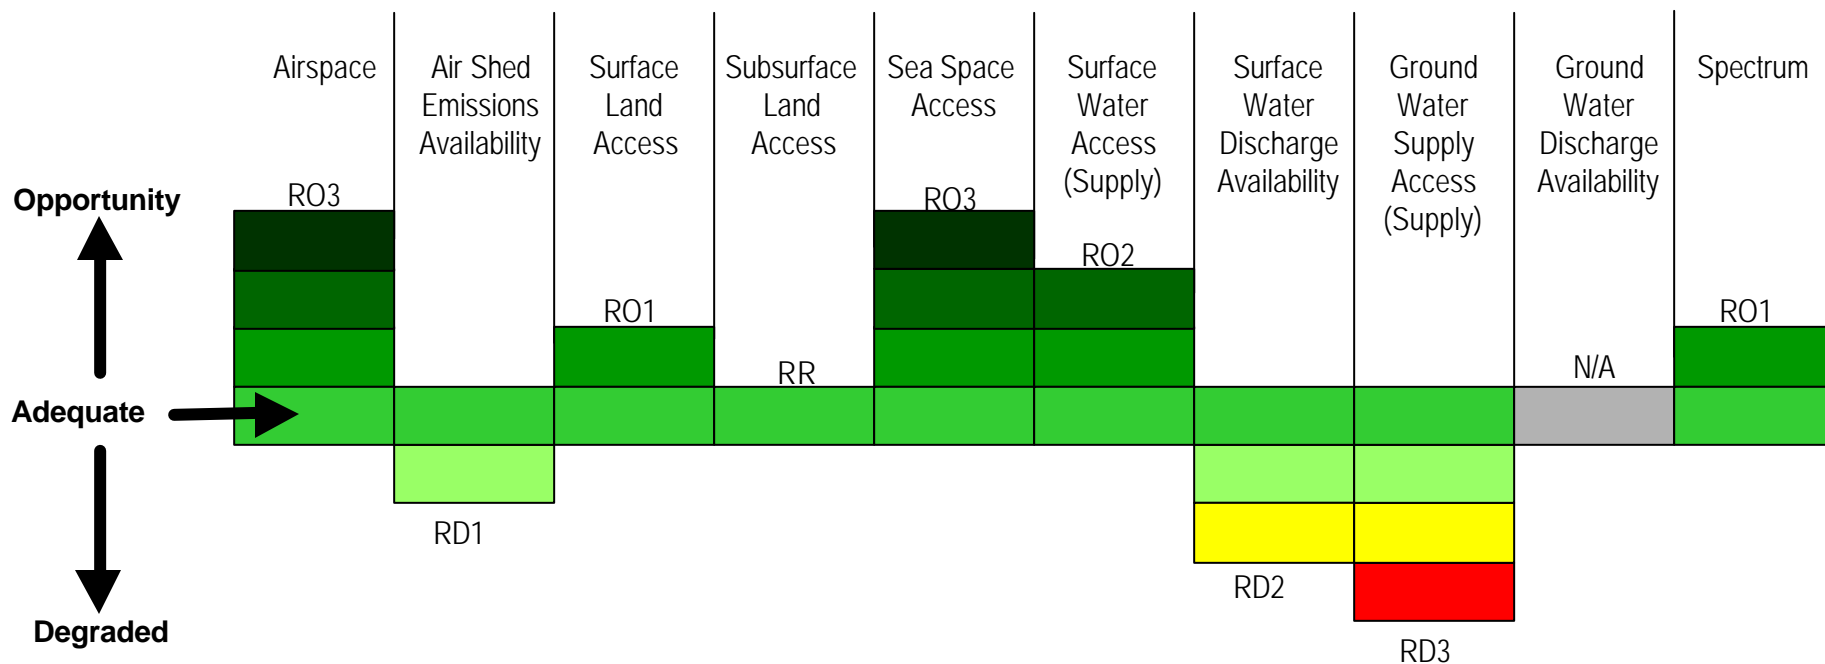 Airspace
Air Shed
Emissions
Availability
Surface
Land
Access
Subsurface
Land
Access
Sea Space
Access
Surface
Water
Access
(Supply)
Surface
Water
Discharge
Availability
Ground
Water
Supply
Access
(Supply)
Ground
Water
Discharge
Availability
Spectrum
Opportunity
Adequate
Degraded
RO3
RD1
RO1
RR
RO3
RO2
RD2
RD3
N/A
RO1